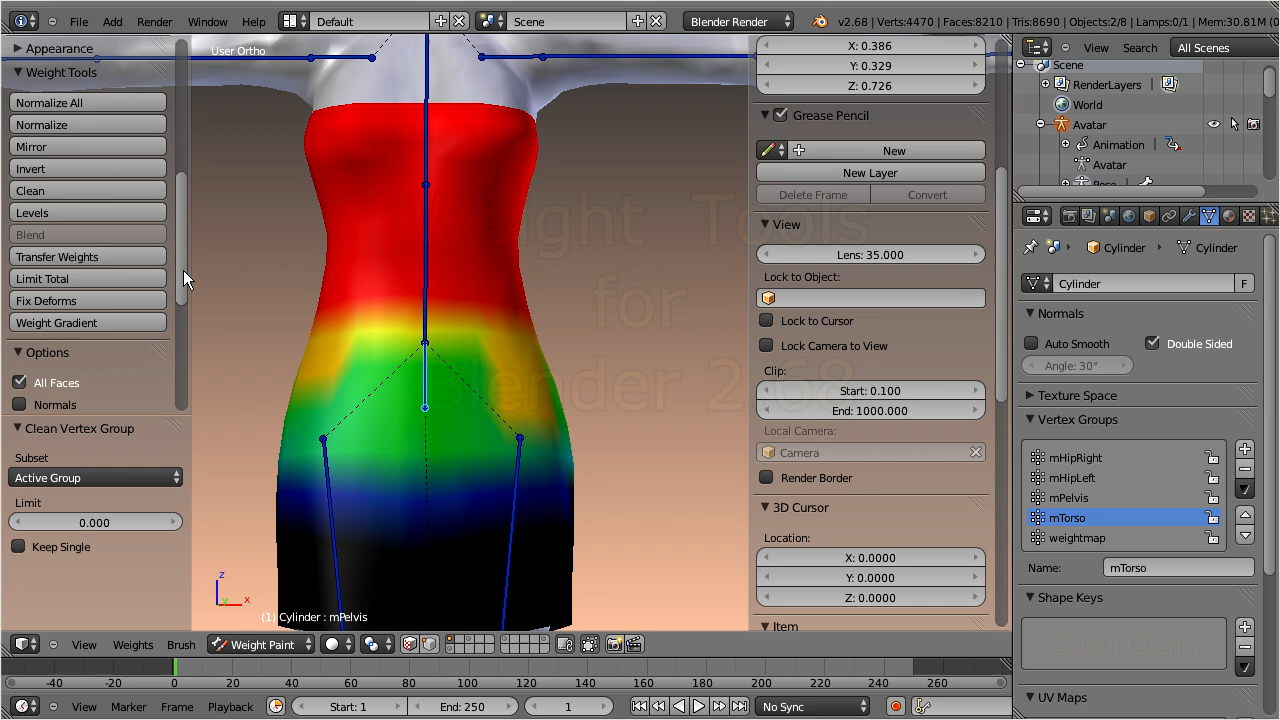 File Add Render Window Help Default Scene Blender Render v2.68 | Verts:4470 | Faces:8210 | Tris:8690 | Objects:2/8 | Lamps:0/1 | Mem:30.81M (0
Appearance
Weight Tools
Normalize All
Normalize
Mirror
Invert
Clean
Levels
Blend
Transfer Weights
Limit Total
Fix Deforms
Weight Gradient
Options
All Faces
Normals
Clean Vertex Group
Subset
Active Group
Limit
0.000
Keep Single
User Ortho
Weight Tools
for
Blender 2.68
z
y
x
(1) Cylinder : mPelvis
X: 0.386
Y: 0.329
Z: 0.726
Grease Pencil
New
New Layer
Delete Frame Convert
View
Lens: 35.000
Lock to Object:
Lock to Cursor
Lock Camera to View
Clip:
Start: 0.100
End: 1000.000
Local Camera:
Camera
Render Border
3D Cursor
Location:
X: 0.0000
Y: 0.0000
Z: 0.0000
Item
View Search All Scenes
Scene
RenderLayers
World
Avatar
Animation
Avatar
Pose
Cylinder Cylinder
Cylinder F
Normals
Auto Smooth Double Sided
Angle: 30°
Texture Space
Vertex Groups
mHipRight
mHipLeft
mPelvis
mTorso
weightmap
Name: mTorso
Shape Keys
Gaia Clary
UV Maps
View Weights Brush Weight Paint
-40 -20 0 20 40 60 80 100 120 140 160 180 200 220 240 260
View Marker Frame Playback Start: 1 End: 250 1 No Sync